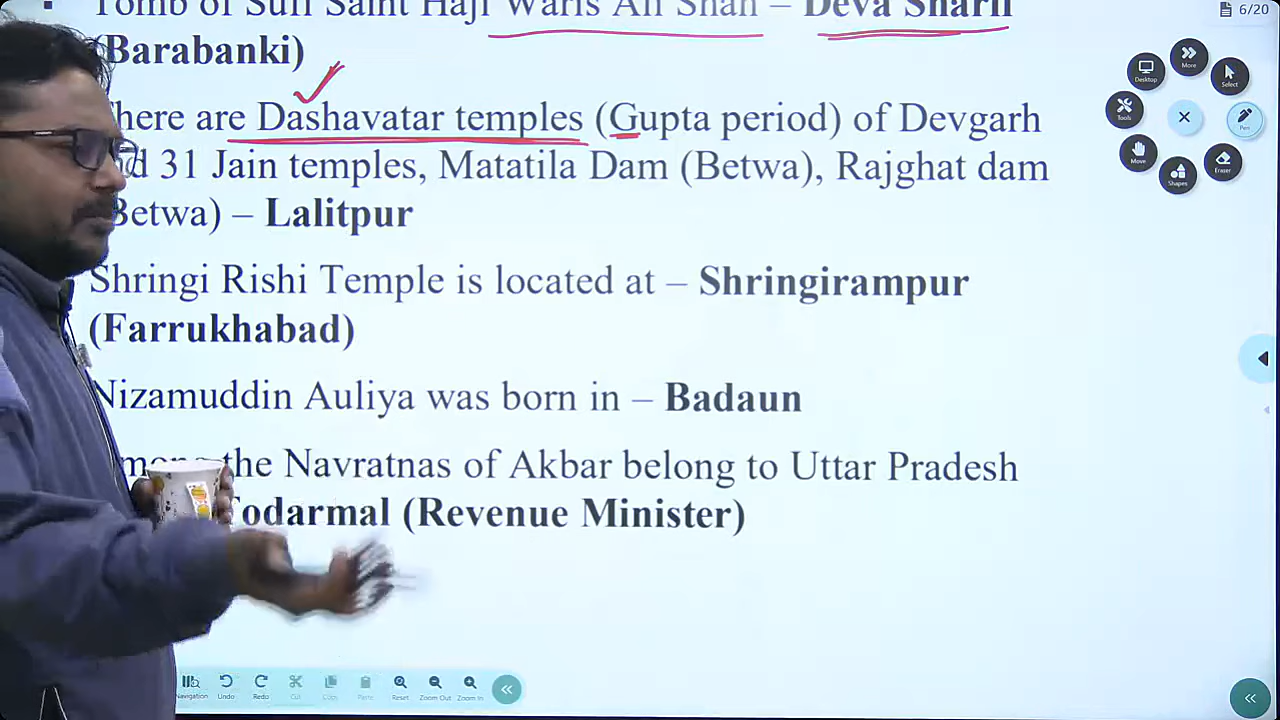 Tomb of Sufi Saint Haji Waris Ali Shah – Deva Sharif
(Barabanki)
There are Dashavatar temples (Gupta period) of Devgarh
31 Jain temples, Matatila Dam (Betwa), Rajghat dam
Betwa) – Lalitpur
Shringi Rishi Temple is located at – Shringirampur
(Farrukhabad)
Nizamuddin Auliya was born in – Badaun
the Navratnas of Akbar belong to Uttar Pradesh
Todarmal (Revenue Minister)
6/20
More
Desktop
Select
Tools
Pen
Move
Eraser
Shapes
Navigation Undo Redo Cut Copy Paste Reset Zoom Out Zoom In